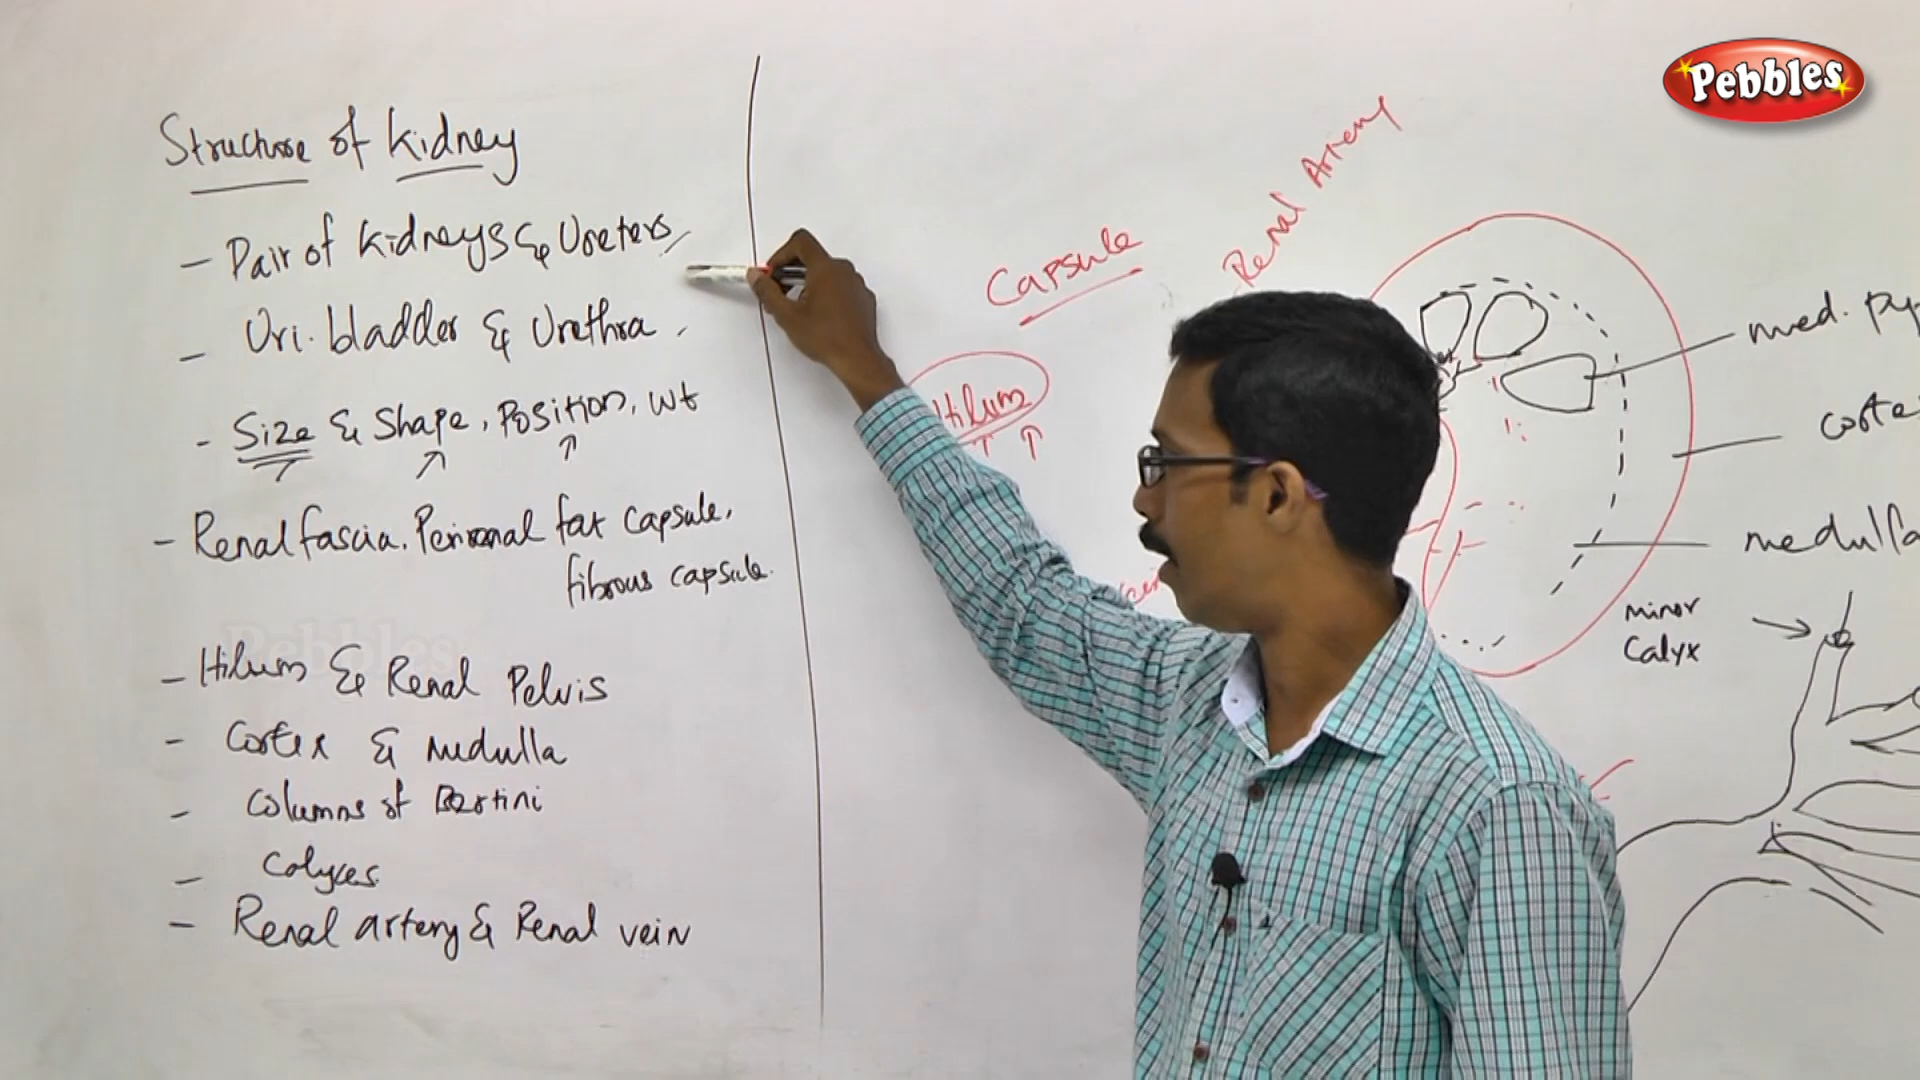 Structure of Kidney
- Pair of Kidneys & Ureters
- Uri. bladder & Urethra
- Size & Shape, Position, wt
- Renal fascia. Perirenal fat capsule,
fibrous capsule.
- Hilum & Renal Pelvis
- Cortex & medulla
- Columns of Bertini
- Calyces
- Renal artery & Renal vein
Pebbles
Capsule
Renal Artery
Hilum
med. Py
Corte
medulla
minor
Calyx
Pebbles